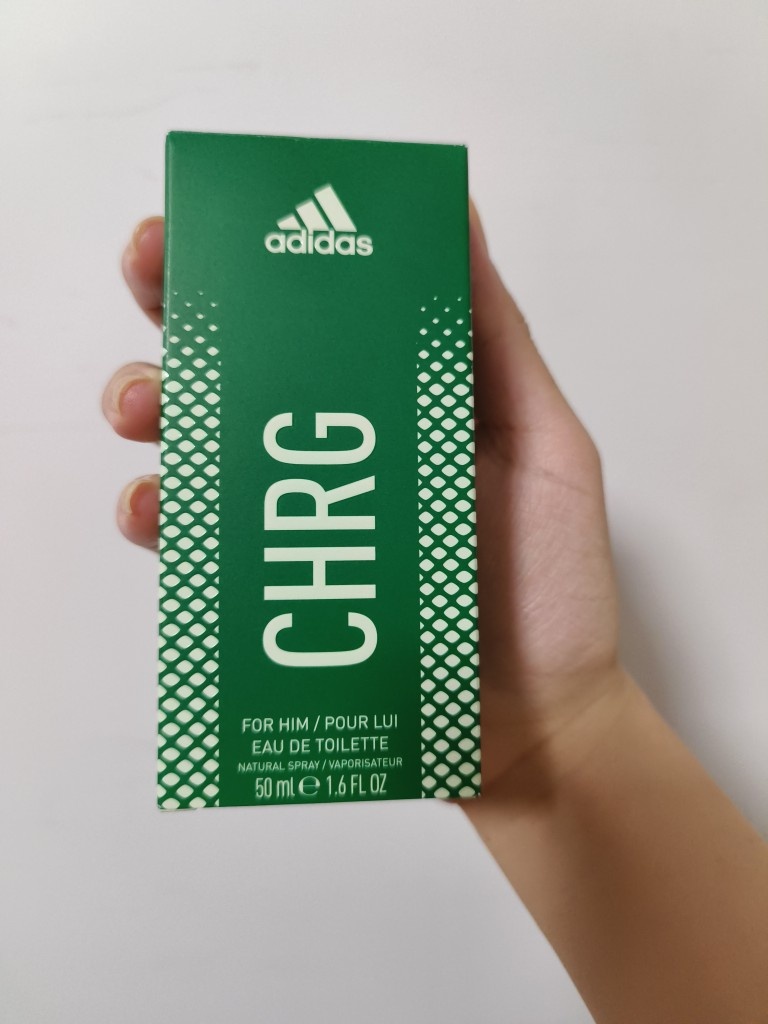 adidas
CHRG
FOR HIM / POUR LUI
EAU DE TOILETTE
NATURAL SPRAY / VAPORISATEUR
50 ml ℮ 1.6 FL OZ